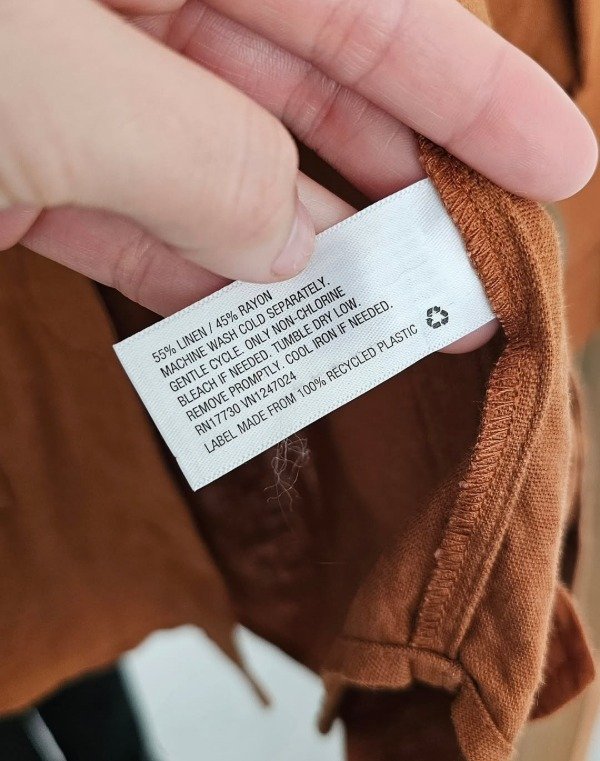 55% LINEN / 45% RAYON
MACHINE WASH COLD SEPARATELY.
GENTLE CYCLE. ONLY NON-CHLORINE
BLEACH IF NEEDED. TUMBLE DRY LOW.
REMOVE PROMPTLY, COOL IRON IF NEEDED.
RN17730 VN1247024
LABEL MADE FROM 100% RECYCLED PLASTIC